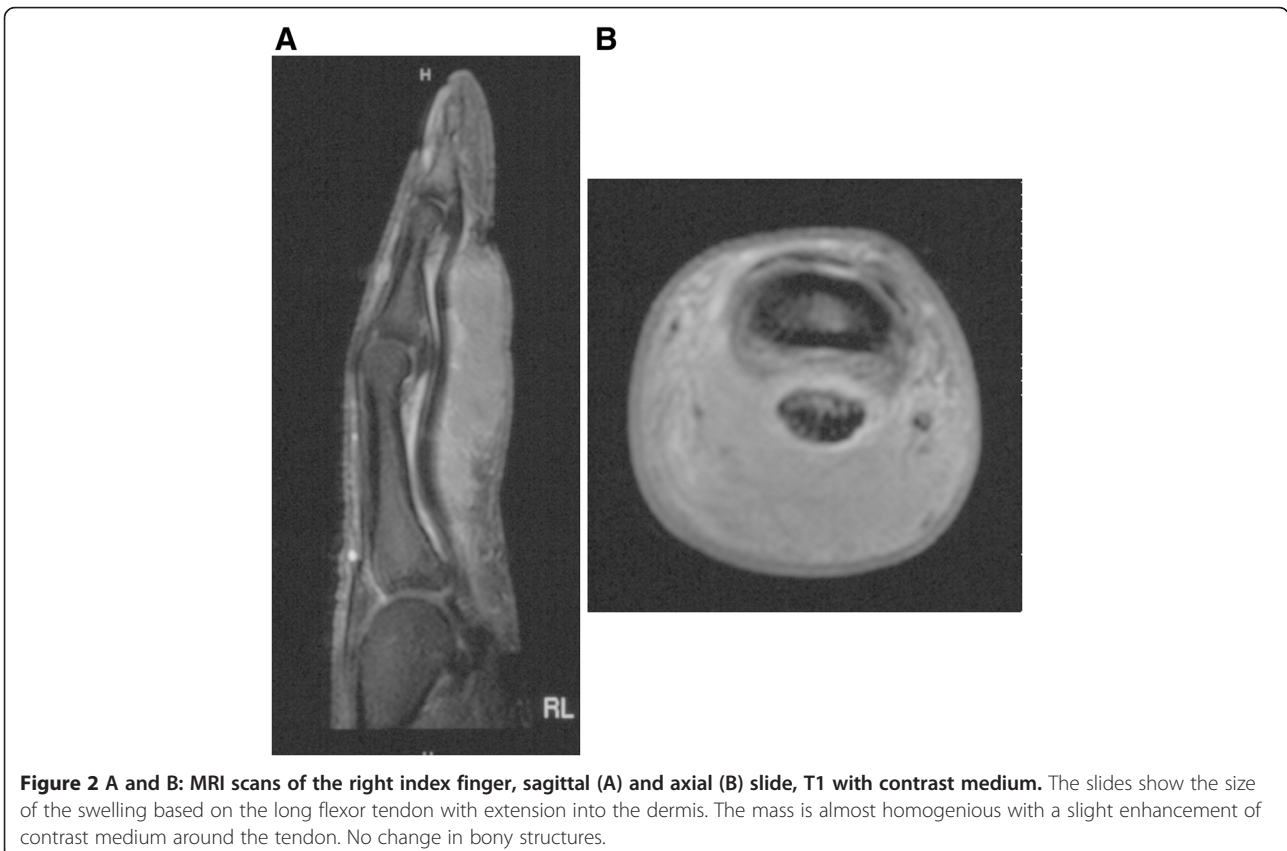 A
B
H
RL
Figure 2 A and B: MRI scans of the right index finger, sagittal (A) and axial (B) slide, T1 with contrast medium. The slides show the size
of the swelling based on the long flexor tendon with extension into the dermis. The mass is almost homogenious with a slight enhancement of
contrast medium around the tendon. No change in bony structures.